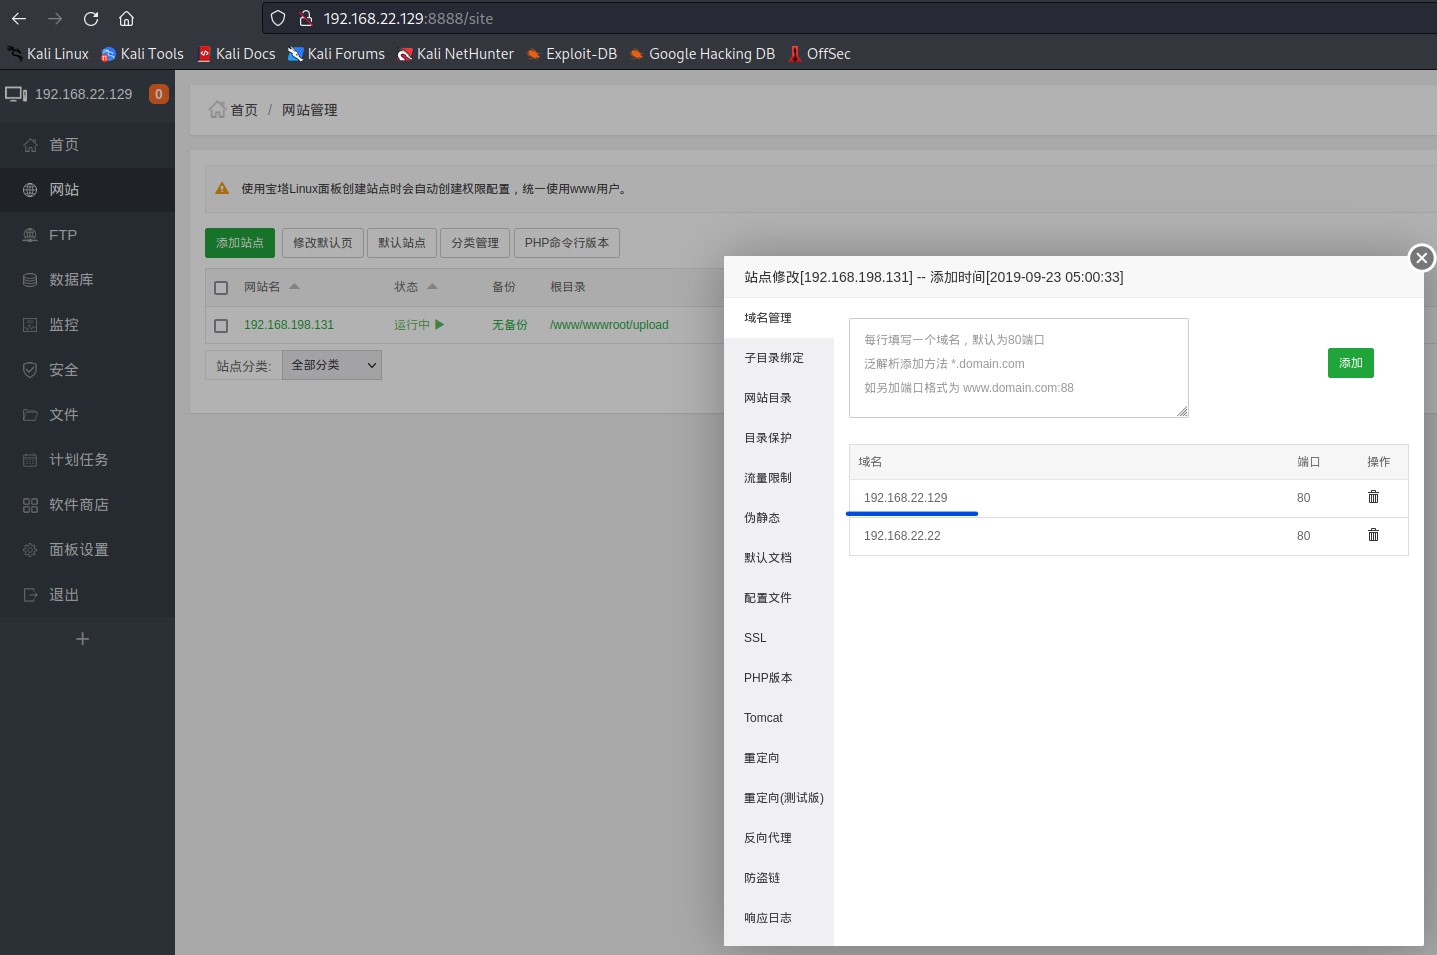 192.168.22.129:8888/site
Kali Linux Kali Tools Kali Docs Kali Forums Kali NetHunter Exploit-DB Google Hacking DB OffSec
192.168.22.129 0
首页
网站
FTP
数据库
监控
安全
文件
计划任务
软件商店
面板设置
退出
首页 / 网站管理
使用宝塔Linux面板创建站点时会自动创建权限配置，统一使用www用户。
添加站点 修改默认页 默认站点 分类管理 PHP命令行版本
网站名 状态 备份 根目录
192.168.198.131 运行中 无备份 /www/wwwroot/upload
站点分类: 全部分类
站点修改[192.168.198.131] -- 添加时间[2019-09-23 05:00:33]
域名管理
子目录绑定
网站目录
目录保护
流量限制
伪静态
默认文档
配置文件
SSL
PHP版本
Tomcat
重定向
重定向(测试版)
反向代理
防盗链
响应日志
每行填写一个域名，默认为80端口
泛解析添加方法 *.domain.com
如另加端口格式为 www.domain.com:88
添加
域名 端口 操作
192.168.22.129 80
192.168.22.22 80